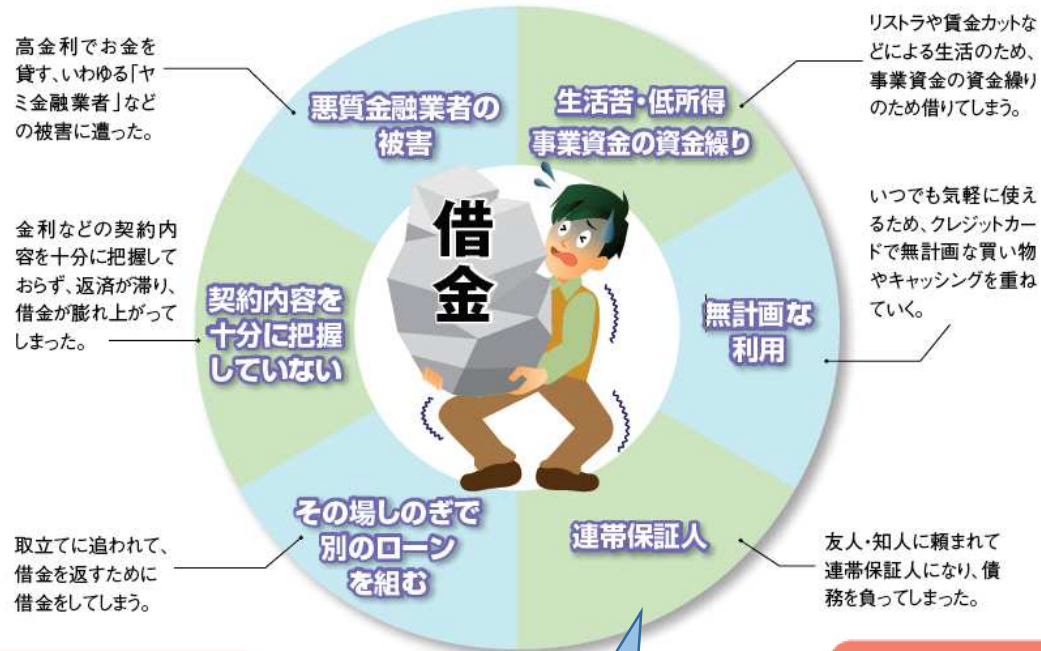 高金利でお金を
貸す、いわゆる「ヤ
ミ金融業者」など
の被害に遭った。
悪質金融業者の
被害
生活苦・低所得
事業資金の資金繰り
リストラや賃金カットな
どによる生活のため、
事業資金の資金繰り
のため借りてしまう。
金利などの契約内
容を十分に把握して
おらず、返済が滞り、
借金が膨れ上がって
しまった。
契約内容を
十分に把握
していない
借
金
無計画な
利用
いつでも気軽に使え
るため、クレジットカー
ドで無計画な買い物
やキャッシングを重ね
ていく。
取立てに追われて、
借金を返すために
借金をしてしまう。
その場しのぎで
別のローン
を組む
連帯保証人
友人・知人に頼まれて
連帯保証人になり、債
務を負ってしまった。